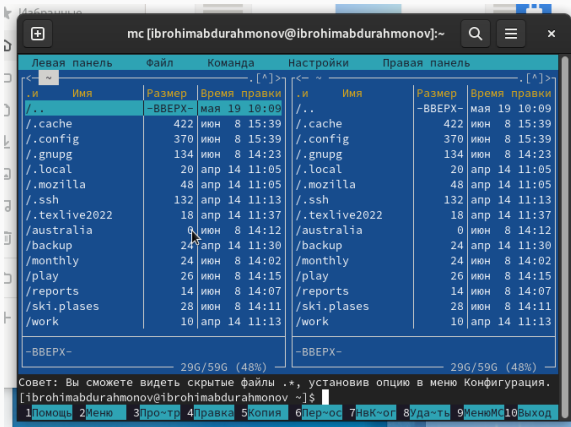 Избранные
mc [ibrohimabdurahmonov@ibrohimabdurahmonov]:~
Левая панель Файл Команда Настройки Правая панель
<— ~ .[^]> <— ~ .[^]>
.и Имя Размер Время правки .и Имя Размер Время правки
/.. -ВВЕРХ- мая 19 10:09 /.. -ВВЕРХ- мая 19 10:09
/.cache 422 июн 8 15:39 /.cache 422 июн 8 15:39
/.config 370 июн 8 15:39 /.config 370 июн 8 15:39
/.gnupg 134 июн 8 14:23 /.gnupg 134 июн 8 14:23
/.local 20 апр 14 11:05 /.local 20 апр 14 11:05
/.mozilla 48 апр 14 11:05 /.mozilla 48 апр 14 11:05
/.ssh 132 апр 14 11:13 /.ssh 132 апр 14 11:13
/.texlive2022 18 апр 14 11:37 /.texlive2022 18 апр 14 11:37
/australia 0 июн 8 14:12 /australia 0 июн 8 14:12
/backup 24 апр 14 11:30 /backup 24 апр 14 11:30
/monthly 24 июн 8 14:02 /monthly 24 июн 8 14:02
/play 26 июн 8 14:15 /play 26 июн 8 14:15
/reports 14 июн 8 14:07 /reports 14 июн 8 14:07
/ski.plases 28 июн 8 14:11 /ski.plases 28 июн 8 14:11
/work 10 апр 14 11:13 /work 10 апр 14 11:13
-ВВЕРХ- -ВВЕРХ-
29G/59G (48%) 29G/59G (48%)
Совет: Вы сможете видеть скрытые файлы .*, установив опцию в меню Конфигурация.
[ibrohimabdurahmonov@ibrohimabdurahmonov ~]$
1Помощь 2Меню 3Про~тр 4Правка 5Копия 6Пер~ос 7НвК~ог 8Уда~ть 9МенюMC 10Выход